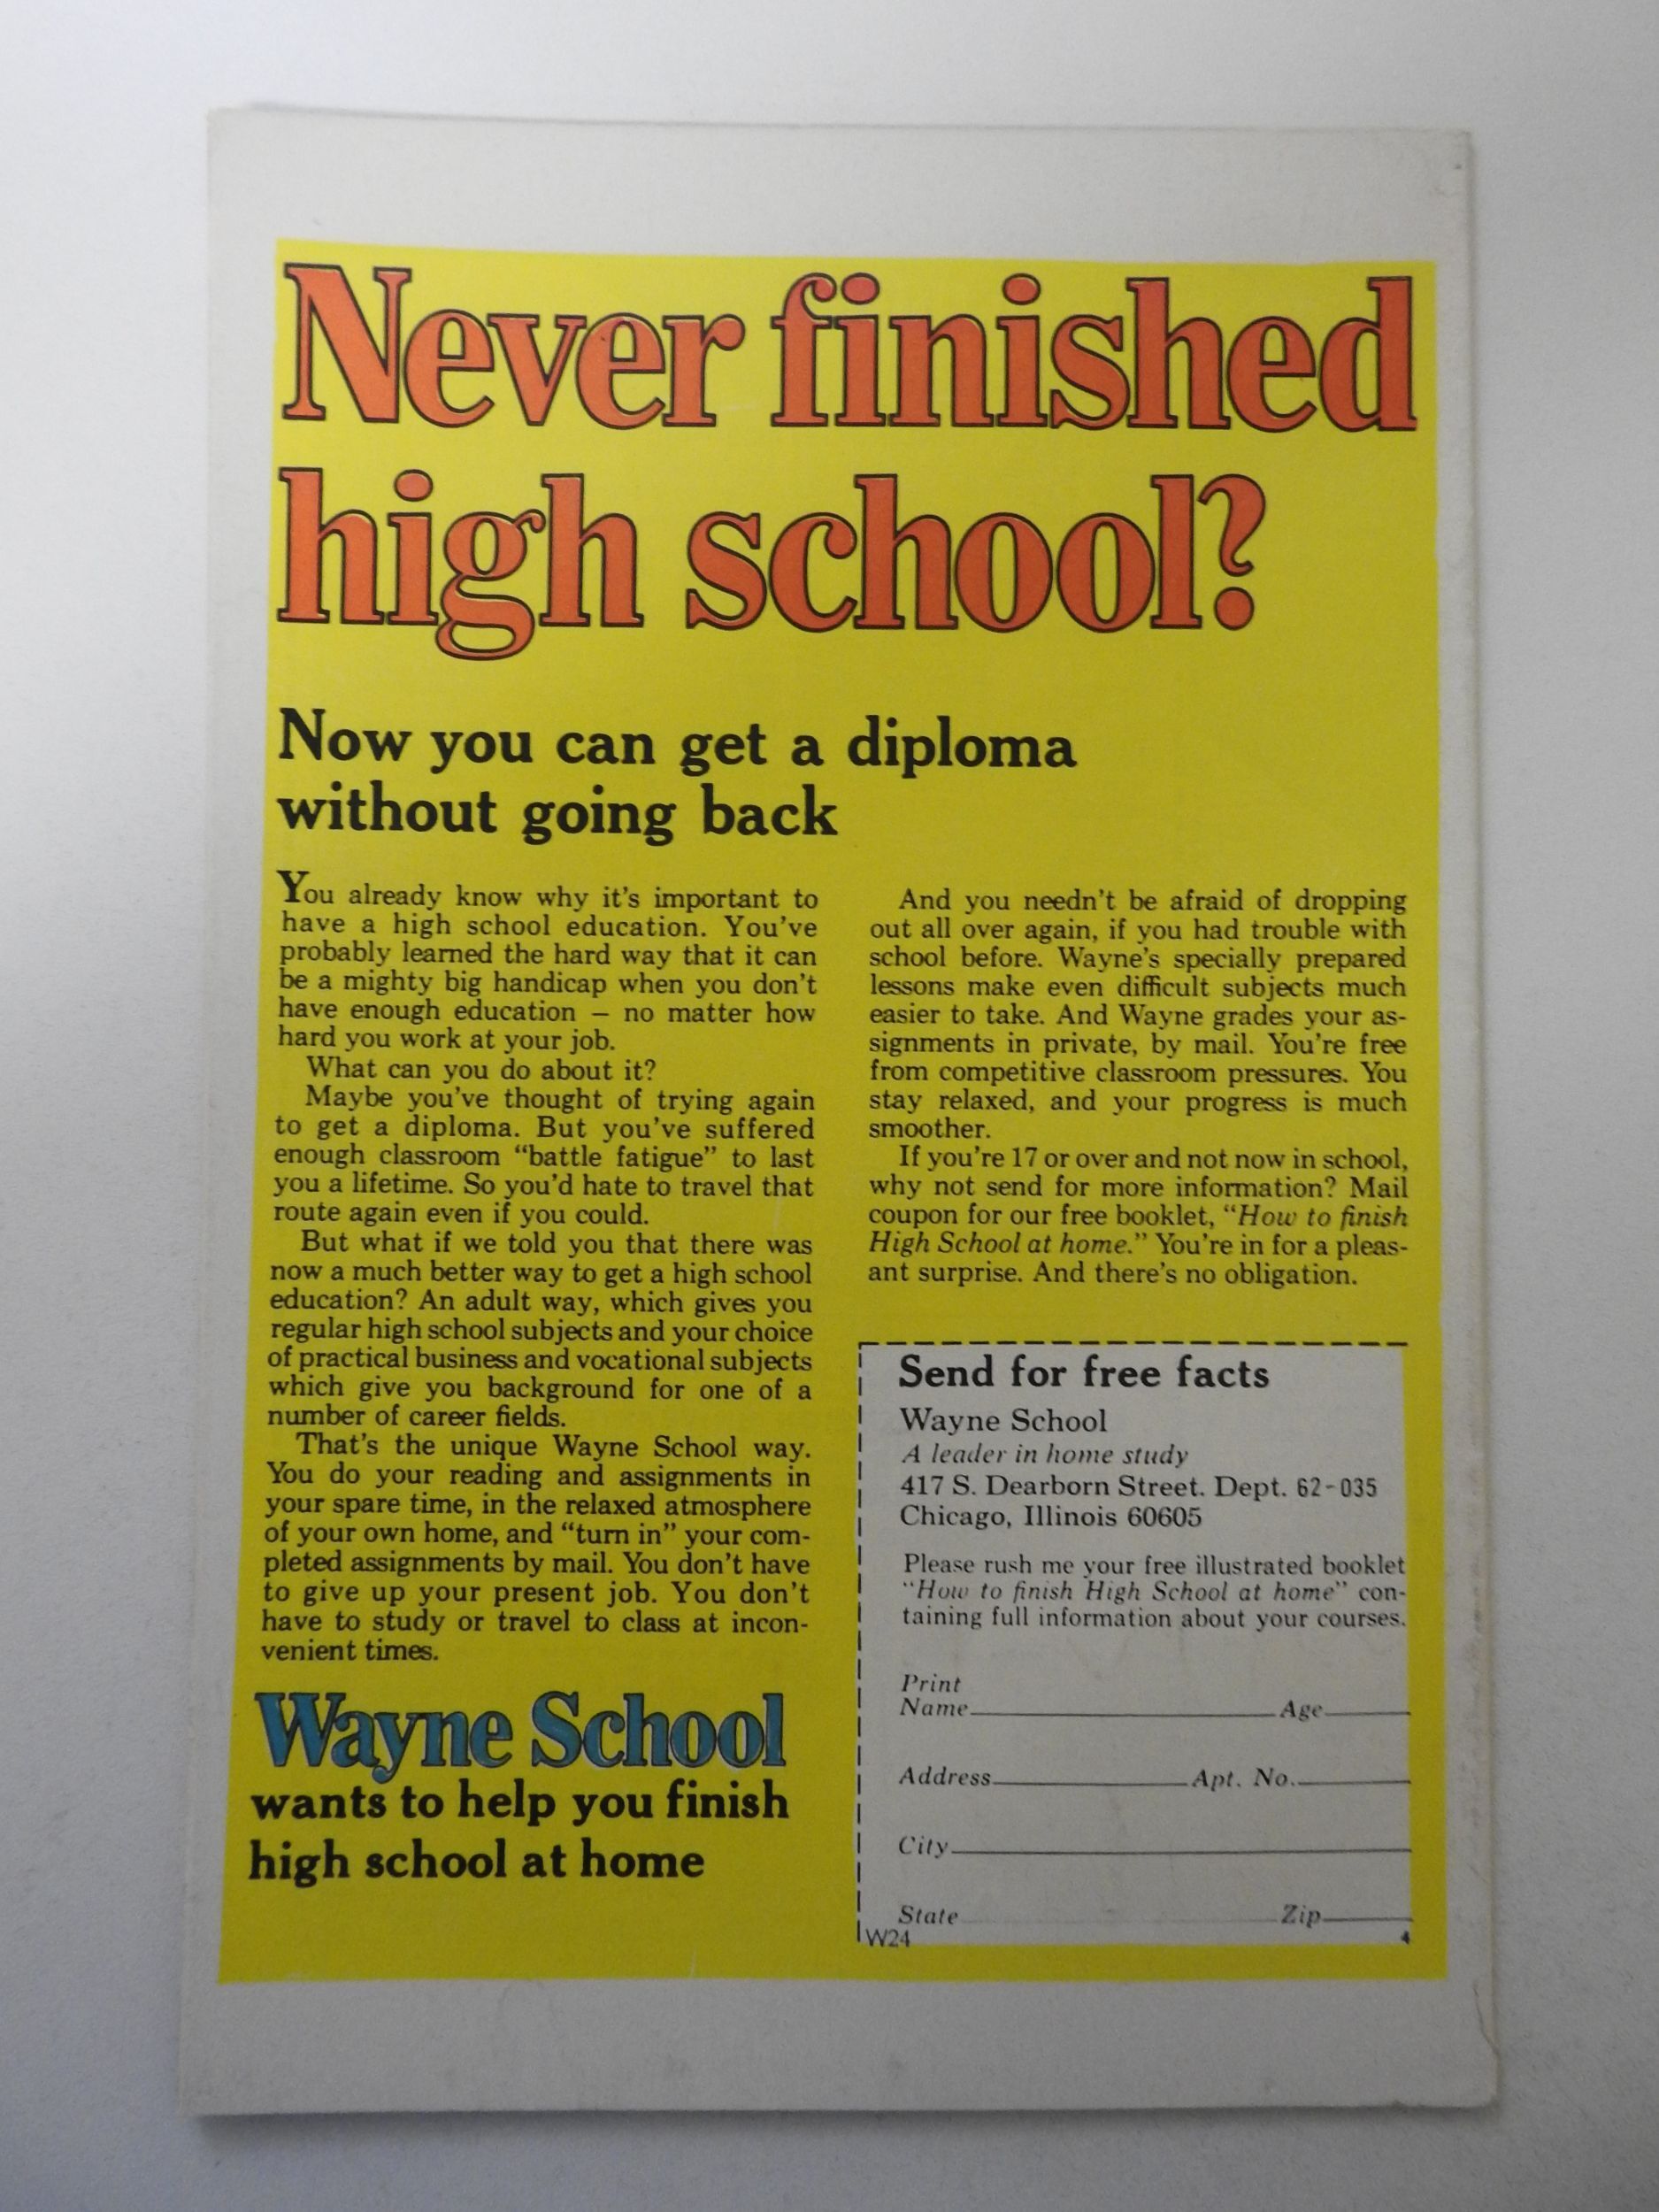 Never finished
high school?
Now you can get a diploma
without going back
You already know why it's important to
have a high school education. You've
probably learned the hard way that it can
be a mighty big handicap when you don't
have enough education – no matter how
hard you work at your job.
What can you do about it?
Maybe you've thought of trying again
to get a diploma. But you've suffered
enough classroom “battle fatigue” to last
you a lifetime. So you'd hate to travel that
route again even if you could.
But what if we told you that there was
now a much better way to get a high school
education? An adult way, which gives you
regular high school subjects and your choice
of practical business and vocational subjects
which give you background for one of a
number of career fields.
That's the unique Wayne School way.
You do your reading and assignments in
your spare time, in the relaxed atmosphere
of your own home, and “turn in” your com-
pleted assignments by mail. You don't have
to give up your present job. You don't
have to study or travel to class at incon-
venient times.
Wayne School
wants to help you finish
high school at home
And you needn't be afraid of dropping
out all over again, if you had trouble with
school before. Wayne's specially prepared
lessons make even difficult subjects much
easier to take. And Wayne grades your as-
signments in private, by mail. You're free
from competitive classroom pressures. You
stay relaxed, and your progress is much
smoother.
If you're 17 or over and not now in school,
why not send for more information? Mail
coupon for our free booklet, “How to finish
High School at home.” You're in for a pleas-
ant surprise. And there's no obligation.
Send for free facts
Wayne School
A leader in home study
417 S. Dearborn Street. Dept. 62-035
Chicago, Illinois 60605
Please rush me your free illustrated booklet
“How to finish High School at home” con-
taining full information about your courses.
Print
Name Age
Address Apt. No.
City
State Zip
W24 4